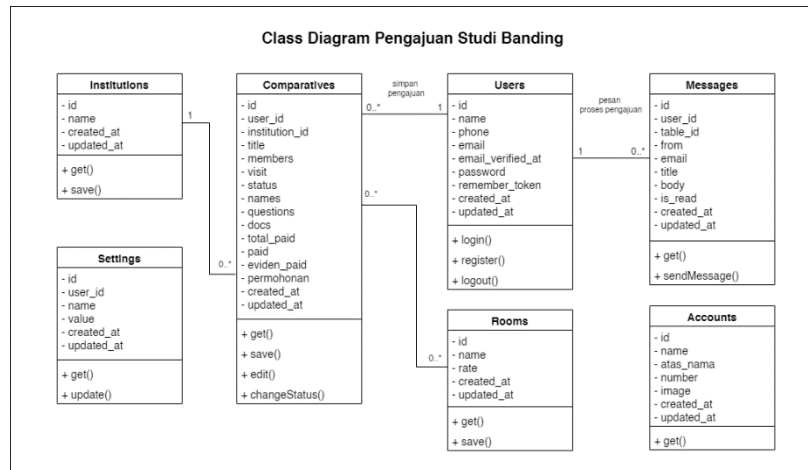 Class Diagram Pengajuan Studi Banding
Institutions
- id
- name
- created_at
- updated_at
+ get()
+ save()
1
0..*
Settings
- id
- user_id
- name
- value
- created_at
- updated_at
+ get()
+ update()
Comparatives
- id
- user_id
- institution_id
- title
- members
- visit
- status
- names
- questions
- docs
- total_paid
- paid
- eviden_paid
- permohonan
- created_at
- updated_at
+ get()
+ save()
+ edit()
+ changeStatus()
simpan
pengajuan
0..*
1
0..*
0..*
Users
- id
- name
- phone
- email
- email_verified_at
- password
- remember_token
- created_at
- updated_at
+ login()
+ register()
+ logout()
Rooms
- id
- name
- rate
- created_at
- updated_at
+ get()
+ save()
pesan
proses pengajuan
1
0..*
Messages
- id
- user_id
- table_id
- from
- email
- title
- body
- is_read
- created_at
- updated_at
+ get()
+ sendMessage()
Accounts
- id
- name
- atas_nama
- number
- image
- created_at
- updated_at
+ get()